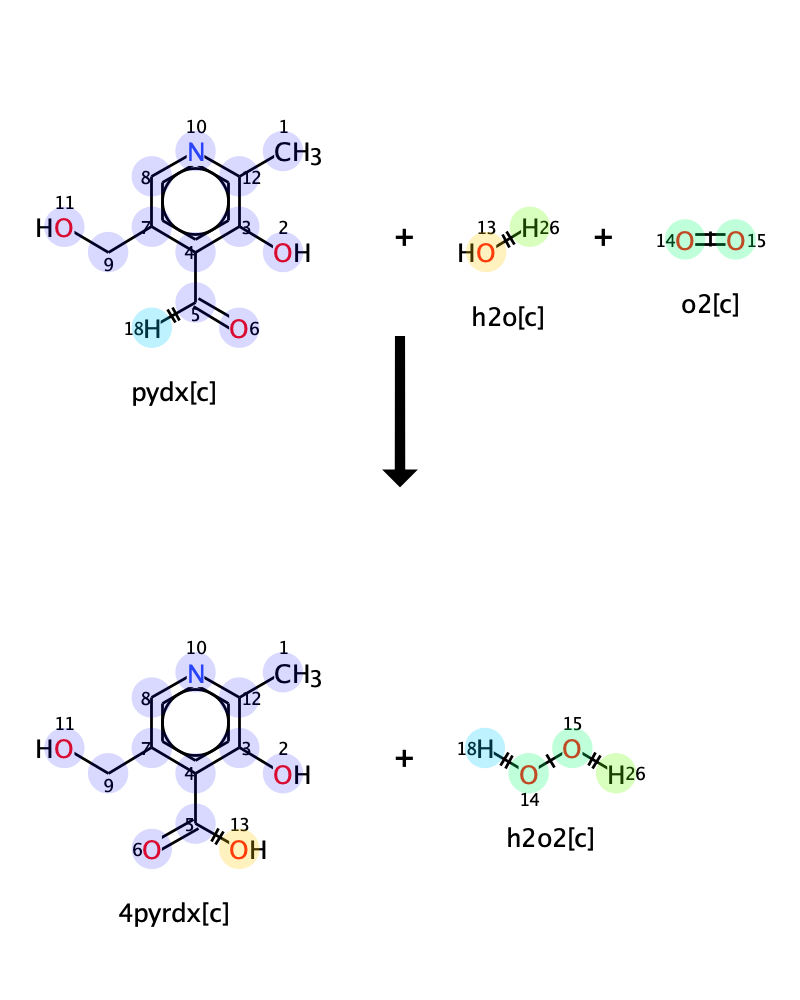 10 1
N CH3
8 12
11
HO 7 3 2
4 OH
9
5
18H O6
pydx[c]
+
13
HO H26
h2o[c]
+
14O O15
o2[c]
10 1
N CH3
8 12
11
HO 7 3 2
4 OH
9
5 13
6O OH
4pyrdx[c]
+
15
18H O
O H26
14
h2o2[c]